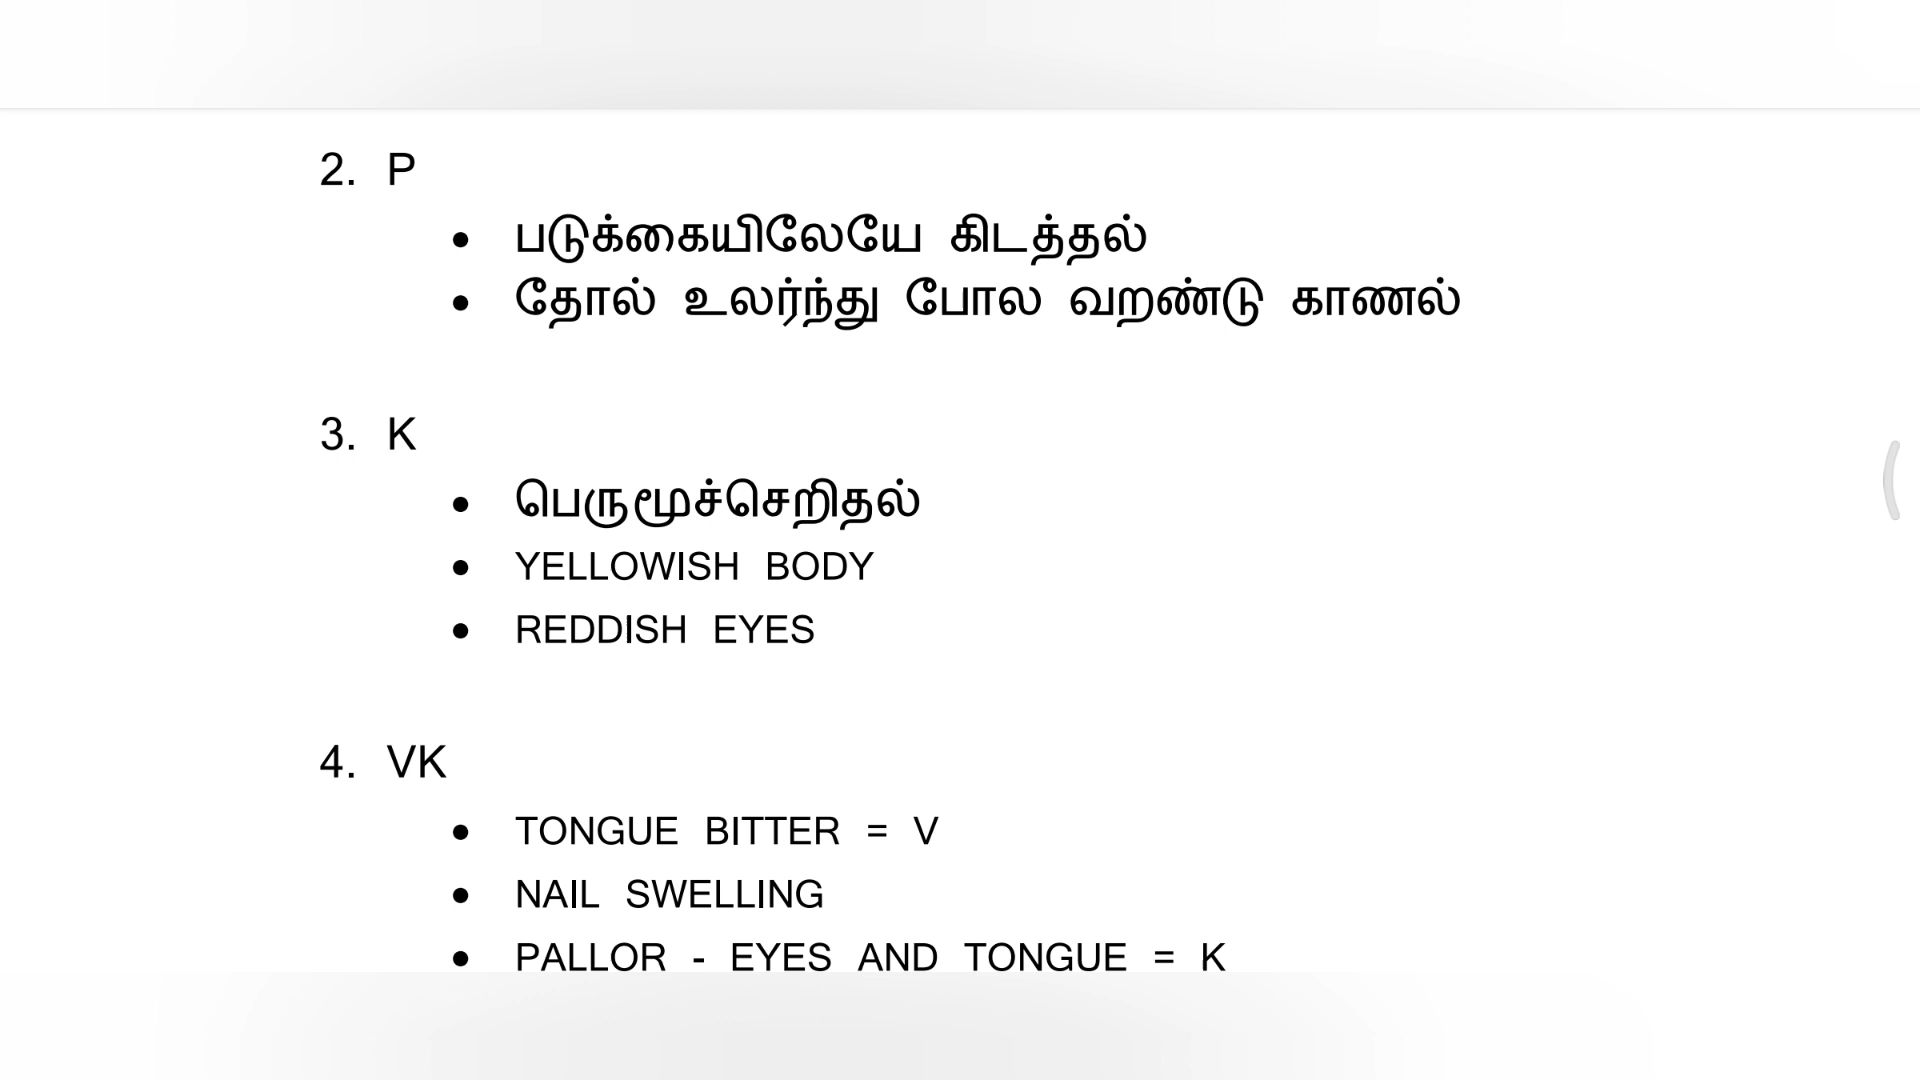 2. P
• படுக்கையிலேயே கிடத்தல்
• தோல் உலர்ந்து போல வறண்டு காணல்
3. K
• பெருமூச்செறிதல்
• YELLOWISH BODY
• REDDISH EYES
4. VK
• TONGUE BITTER = V
• NAIL SWELLING
• PALLOR - EYES AND TONGUE = K